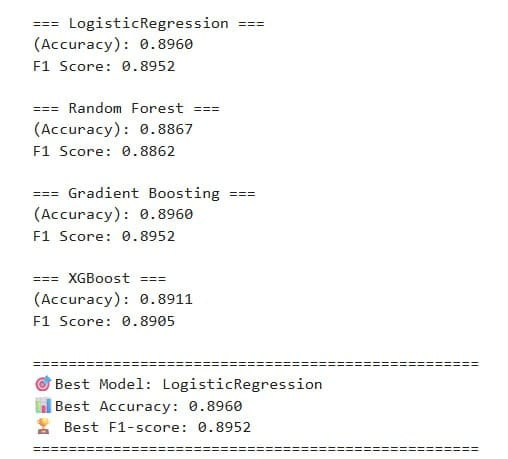 === LogisticRegression ===
(Accuracy): 0.8960
F1 Score: 0.8952
=== Random Forest ===
(Accuracy): 0.8867
F1 Score: 0.8862
=== Gradient Boosting ===
(Accuracy): 0.8960
F1 Score: 0.8952
=== XGBoost ===
(Accuracy): 0.8911
F1 Score: 0.8905
==================================================
🎯 Best Model: LogisticRegression
📊 Best Accuracy: 0.8960
🏆 Best F1-score: 0.8952
==================================================